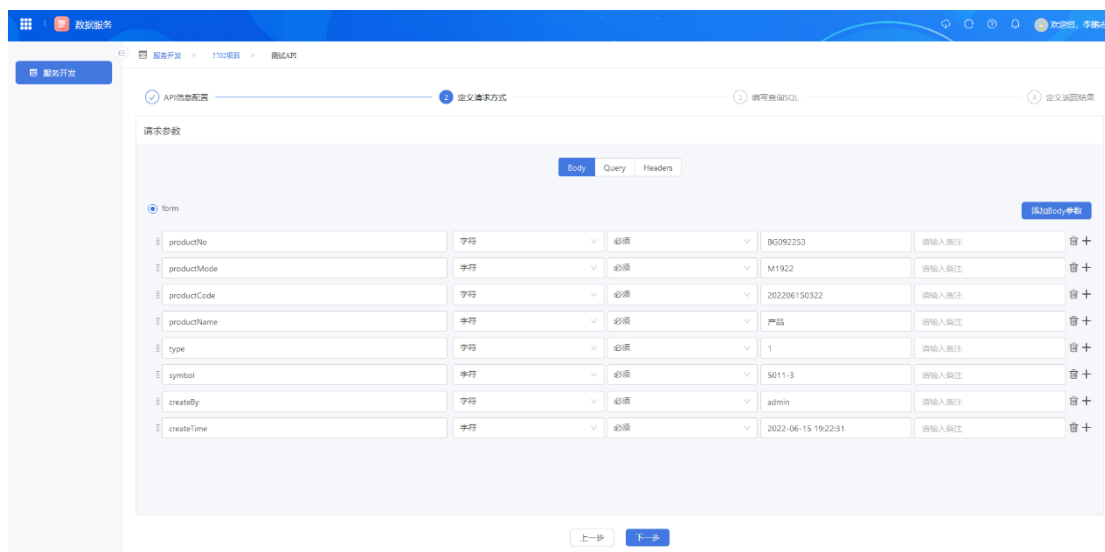 数据服务
欢迎您, 李鹏志
服务开发
服务开发 > 5702项目 > 测试API
API信息配置 2 定义请求方式 3 编写查询SQL 4 定义返回结果
请求参数
Body Query Headers
form 添加Body参数
productNo 字符 必须 BG092253 请输入备注
productMode 字符 必须 M1922 请输入备注
productCode 字符 必须 202206150322 请输入备注
productName 字符 必须 产品 请输入备注
type 字符 必须 1 请输入备注
symbol 字符 必须 5011-3 请输入备注
createBy 字符 必须 admin 请输入备注
createTime 字符 必须 2022-06-15 19:22:31 请输入备注
上一步 下一步